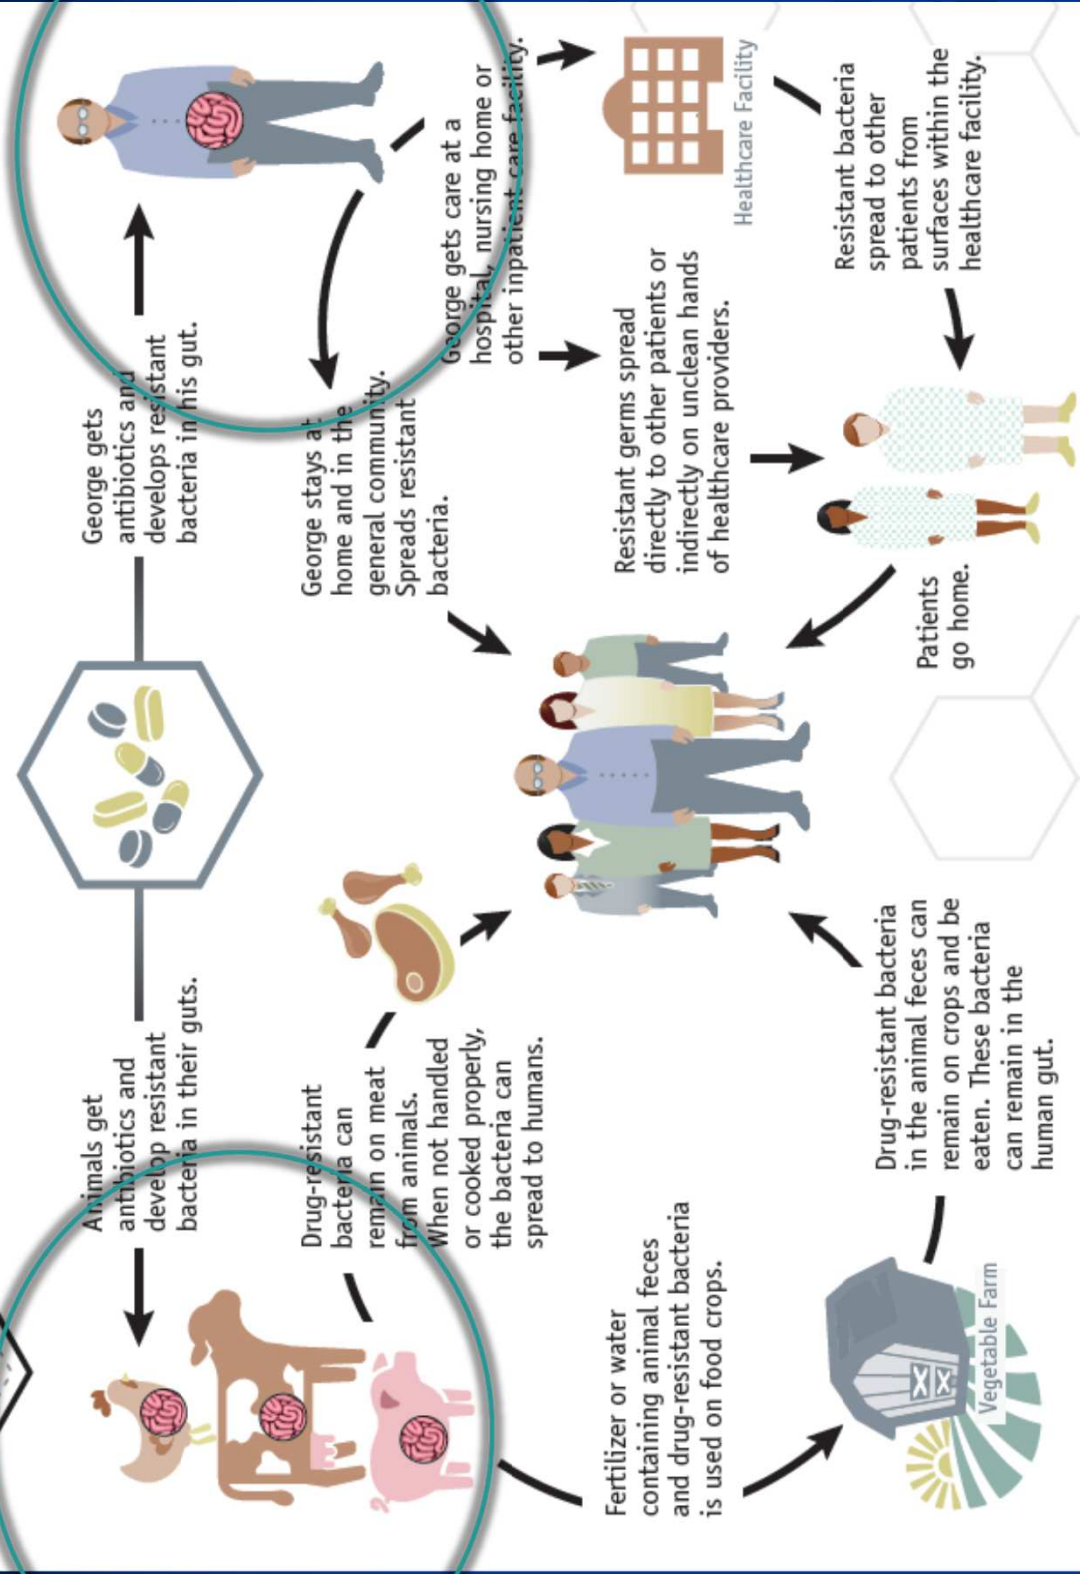 Animals get
antibiotics and
develop resistant
bacteria in their guts.
George gets
antibiotics and
develops resistant
bacteria in his gut.
Drug-resistant
bacteria can
remain on meat
from animals.
When not handled
or cooked properly,
the bacteria can
spread to humans.
George stays at
home and in the
general community.
Spreads resistant
bacteria.
George gets care at a
hospital, nursing home or
other inpatient care facility.
Fertilizer or water
containing animal feces
and drug-resistant bacteria
is used on food crops.
Resistant germs spread
directly to other patients or
indirectly on unclean hands
of healthcare providers.
Healthcare Facility
Vegetable Farm
Drug-resistant bacteria
in the animal feces can
remain on crops and be
eaten. These bacteria
can remain in the
human gut.
Patients
go home.
Resistant bacteria
spread to other
patients from
surfaces within the
healthcare facility.